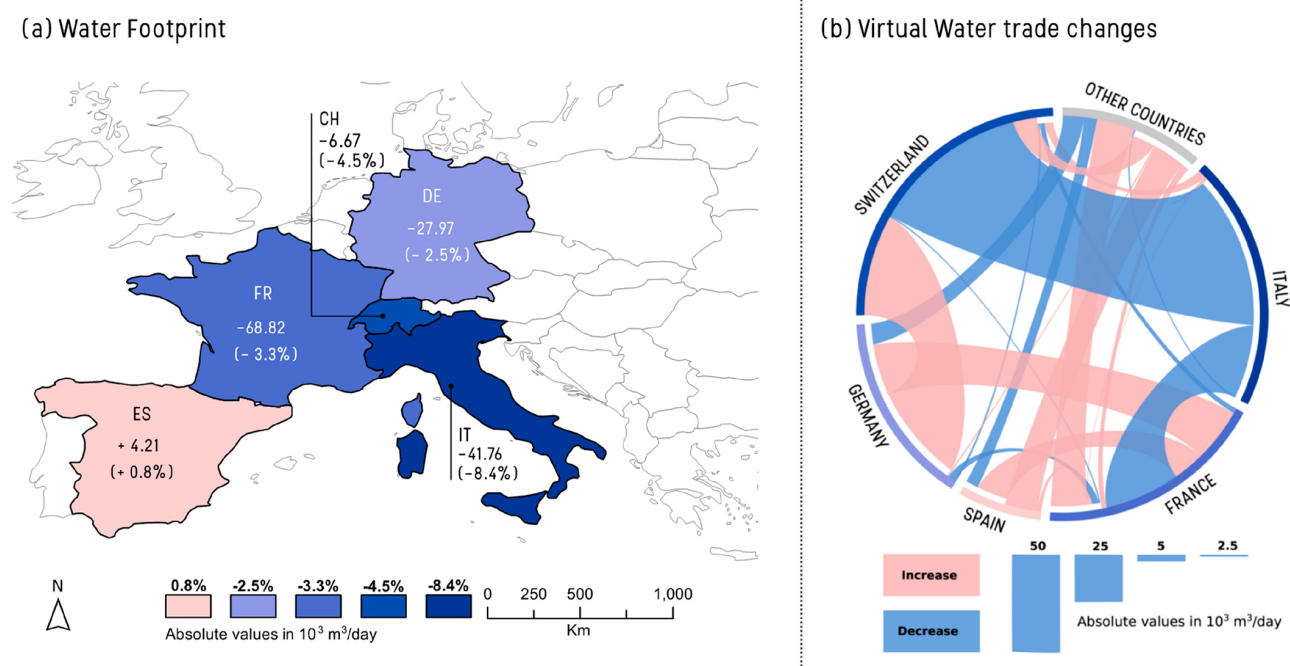 (a) Water Footprint
CH
-6.67
(-4.5%)
DE
-27.97
(- 2.5%)
FR
-68.82
(- 3.3%)
ES
+ 4.21
(+ 0.8%)
IT
-41.76
(-8.4%)
N
0.8% -2.5% -3.3% -4.5% -8.4%
Absolute values in 10³ m³/day
0 250 500 1,000
Km
(b) Virtual Water trade changes
OTHER COUNTRIES
SWITZERLAND
ITALY
GERMANY
FRANCE
SPAIN
50 25 5 2.5
Increase
Decrease
Absolute values in 10³ m³/day